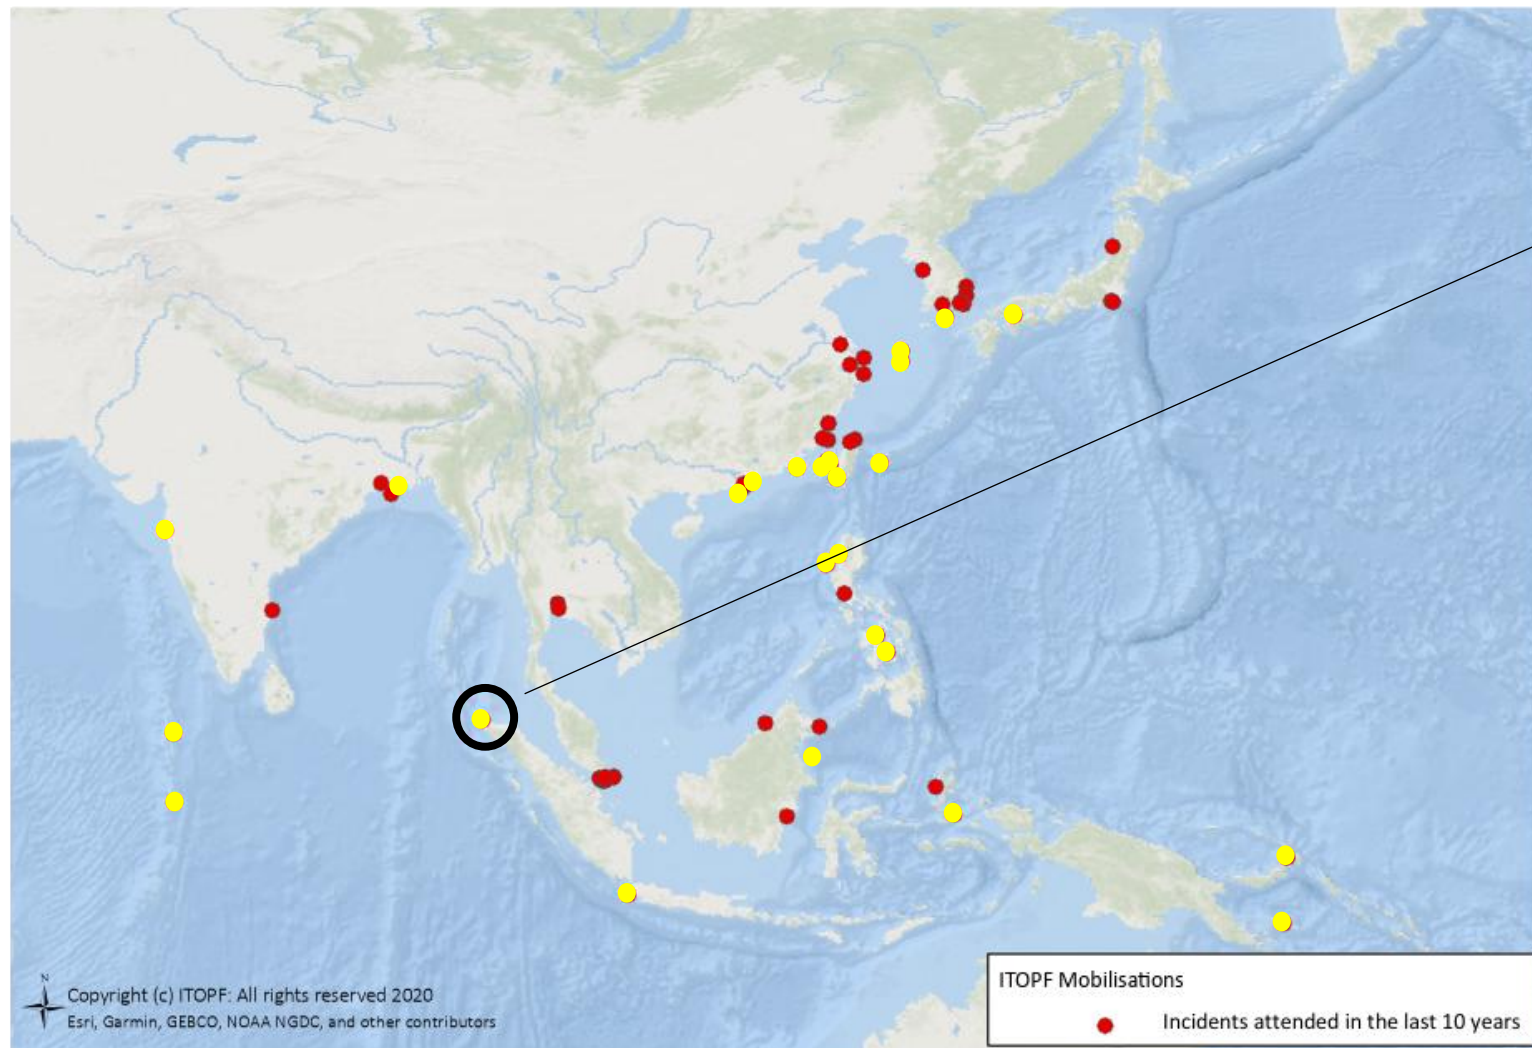 N
Copyright (c) ITOPF: All rights reserved 2020
Esri, Garmin, GEBCO, NOAA NGDC, and other contributors
ITOPF Mobilisations
Incidents attended in the last 10 years